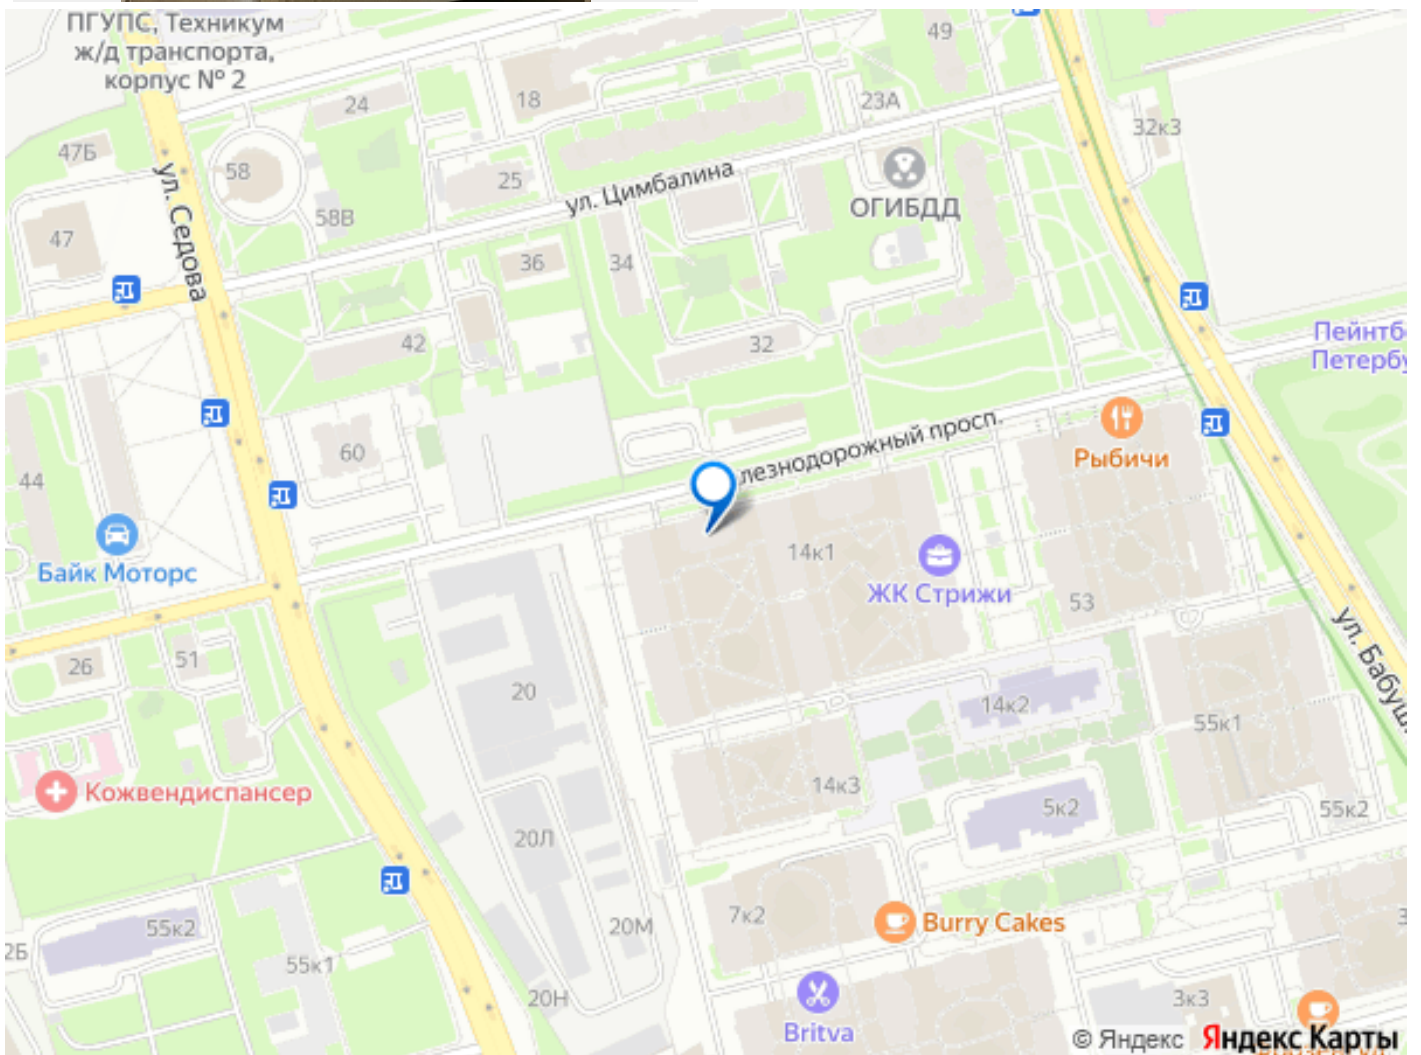 ПГУПС, Техникум
ж/д транспорта,
корпус № 2
49
24
18
23А
32к3
47Б
58
25
ул. Цимбалина
ОГИБДД
ул. Седова
58В
47
36
34
42
32
Пейнтб
Петербу
лезнодорожный просп.
Рыбичи
60
44
14к1
Байк Моторс
ЖК Стрижи
53
ул. Бабуш
26
51
20
14к2
55к1
Кожвендиспансер
14к3
5к2
55к2
20Л
7к2
Burry Cakes
20М
55к2
2Б
55к1
20Н
Britva
3к3
© Яндекс Яндекс Карты